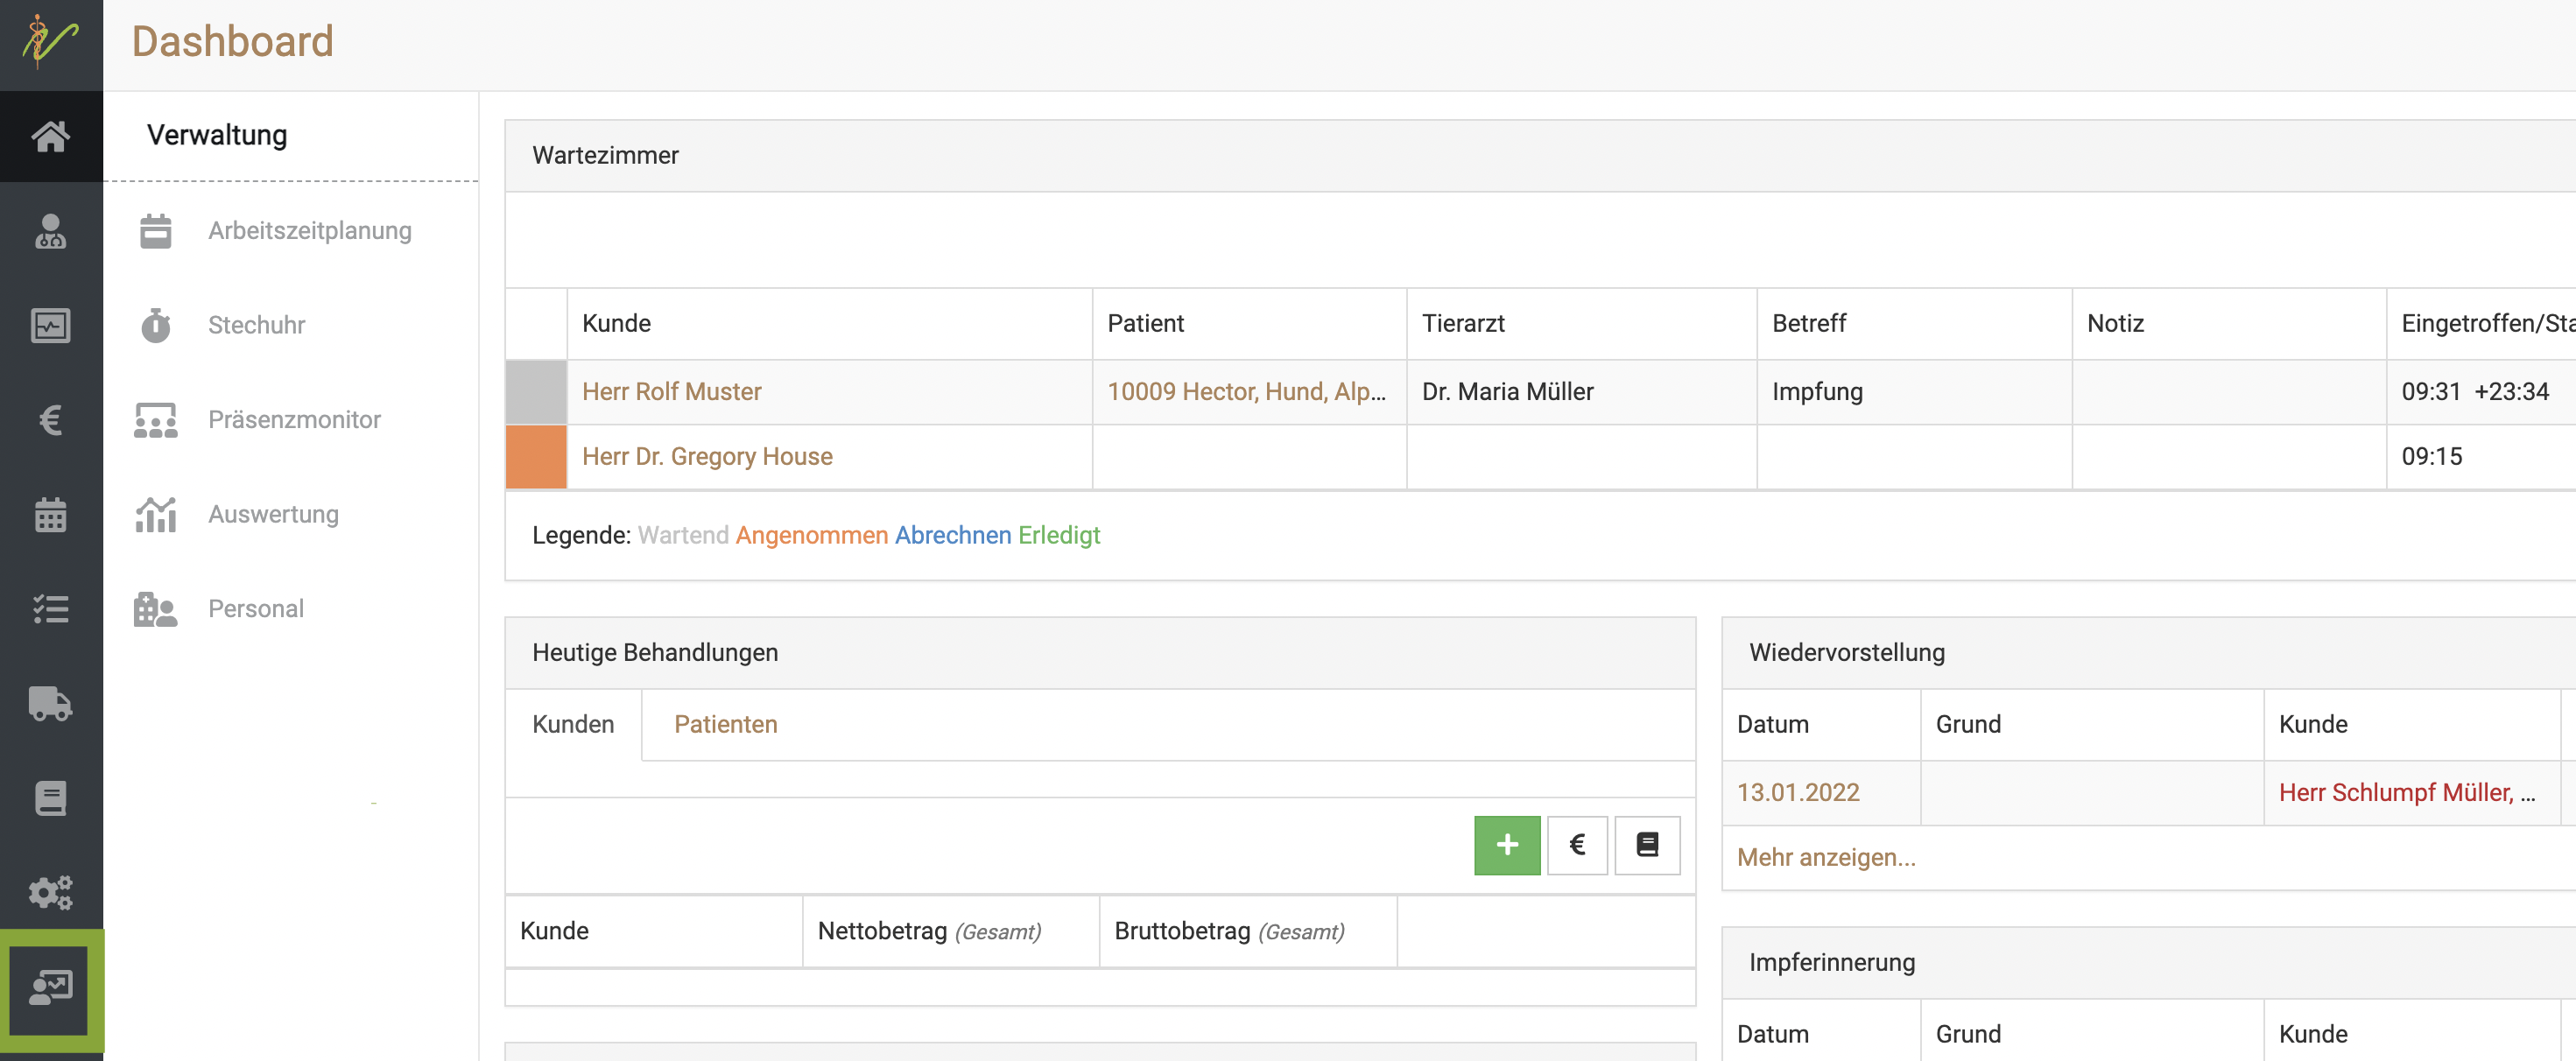 Dashboard
Verwaltung
Arbeitszeitplanung
Stechuhr
Präsenzmonitor
Auswertung
Personal
Wartezimmer
Kunde Patient Tierarzt Betreff Notiz Eingetroffen/Sta
Herr Rolf Muster 10009 Hector, Hund, Alp... Dr. Maria Müller Impfung 09:31 +23:34
Herr Dr. Gregory House 09:15
Legende: Wartend Angenommen Abrechnen Erledigt
Heutige Behandlungen
Kunden Patienten
+ €
Kunde Nettobetrag (Gesamt) Bruttobetrag (Gesamt)
Wiedervorstellung
Datum Grund Kunde
13.01.2022 Herr Schlumpf Müller, ...
Mehr anzeigen...
Impferinnerung
Datum Grund Kunde